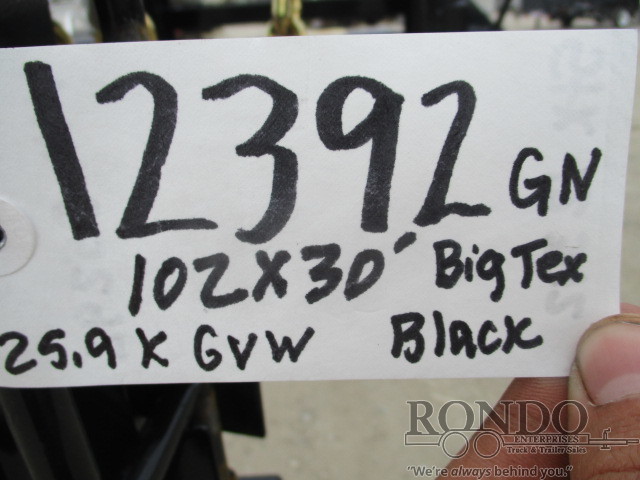 12392 GN
102X30' Big Tex
25.9 K GVW Black
RONDO
ENTERPRISES
Truck & Trailer Sales
"We're always behind you."